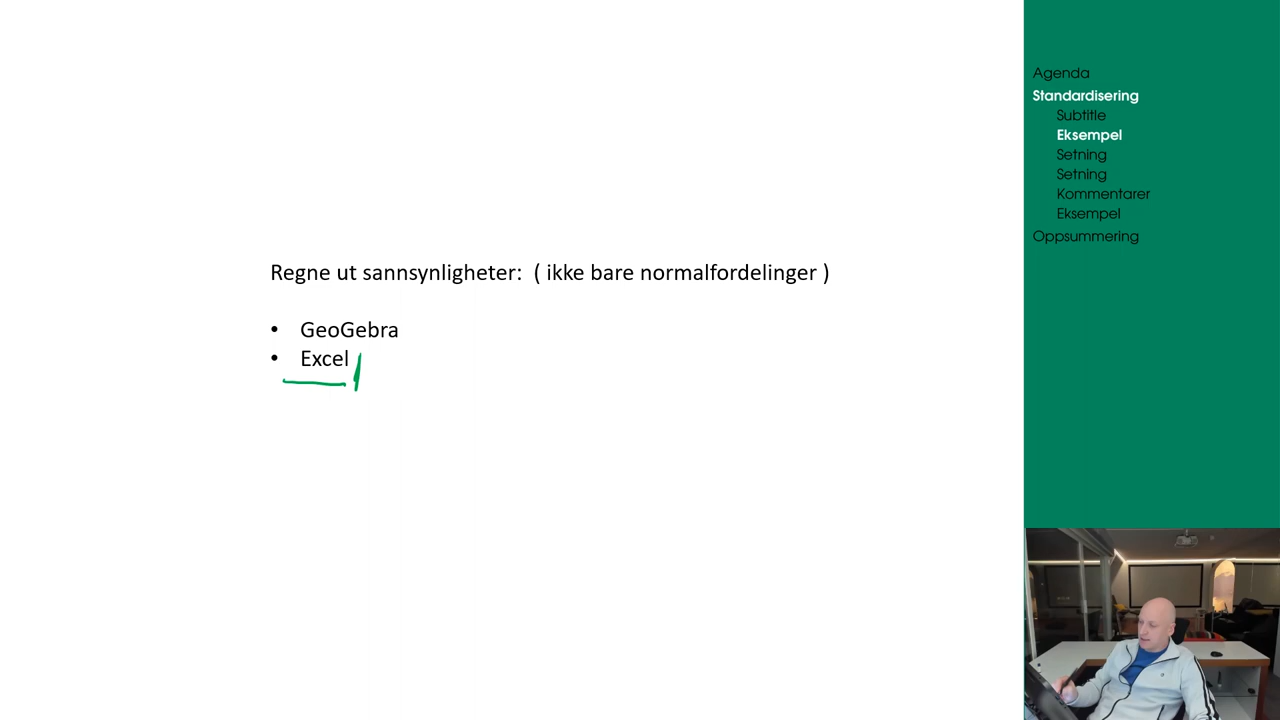 Regne ut sannsynligheter: ( ikke bare normalfordelinger )
• GeoGebra
• Excel
Agenda
Standardisering
Subtitle
Eksempel
Setning
Setning
Kommentarer
Eksempel
Oppsummering